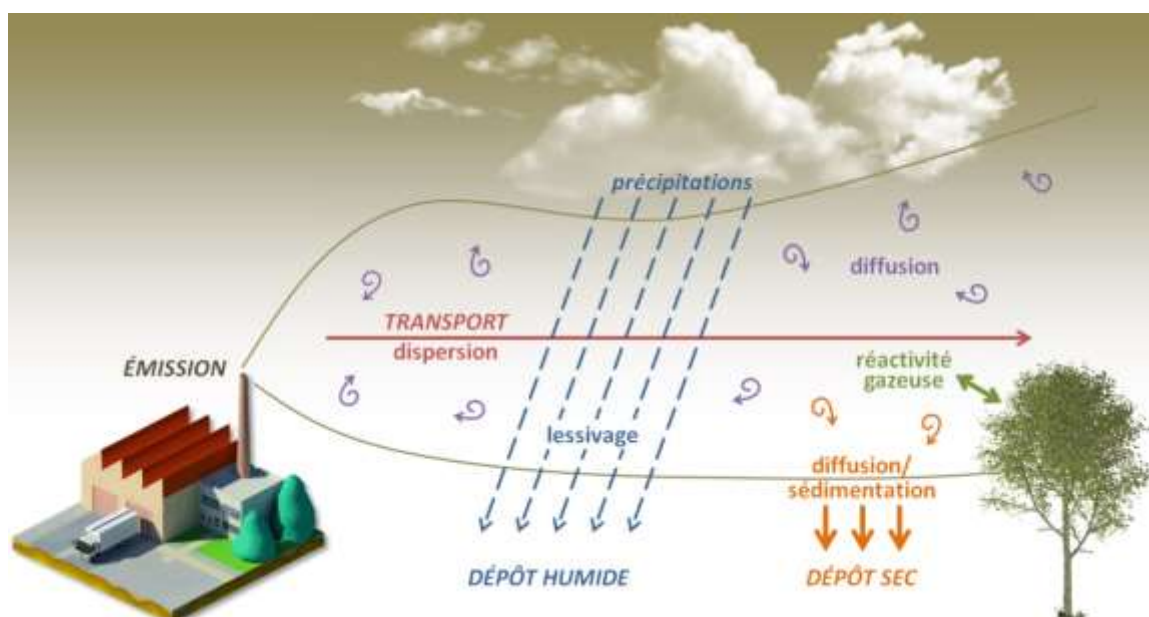 précipitations
diffusion
TRANSPORT
dispersion
ÉMISSION
réactivité
gazeuse
lessivage
diffusion/
sédimentation
DÉPÔT HUMIDE
DÉPÔT SEC